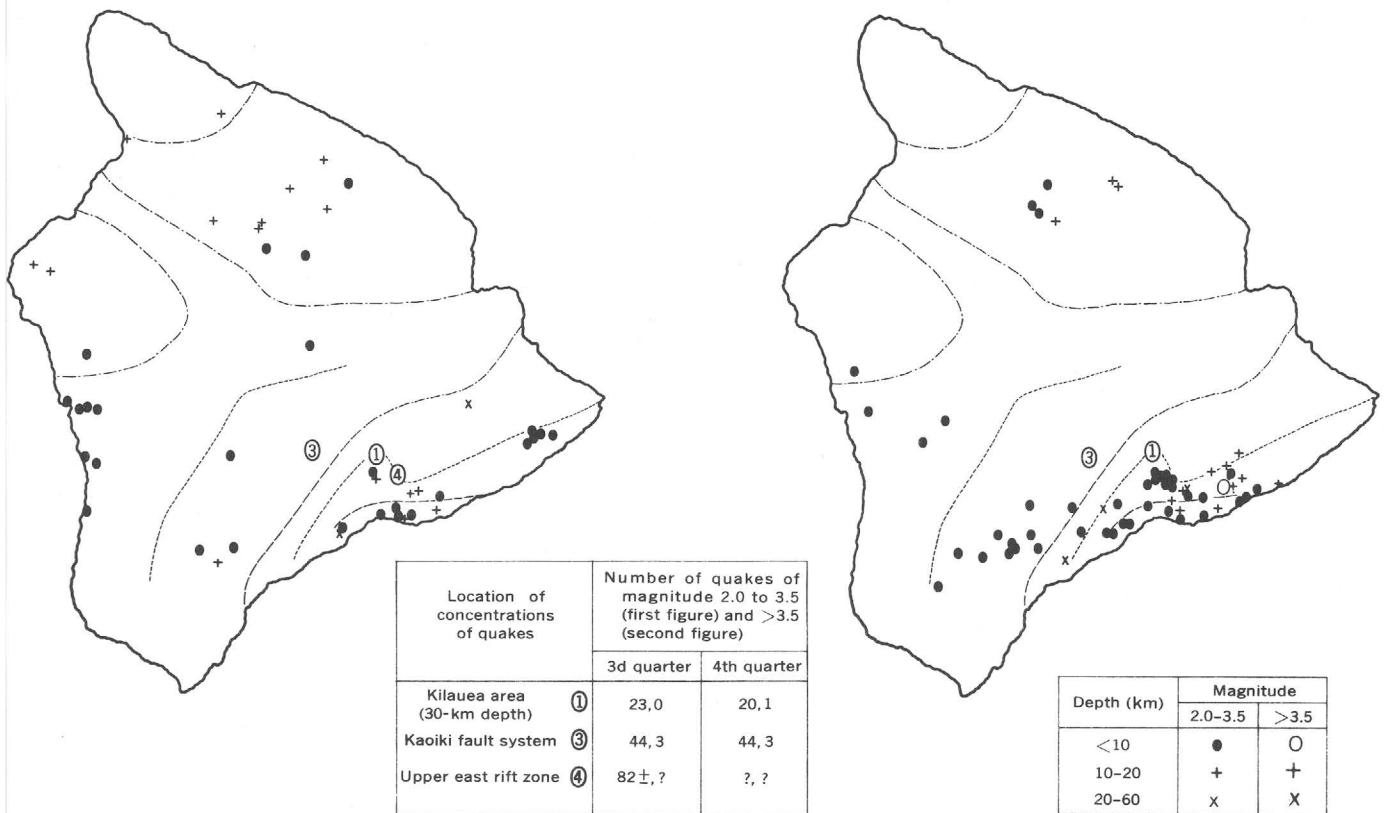 ③
①
④
③
①
Location of
concentrations
of quakes
Number of quakes of
magnitude 2.0 to 3.5
(first figure) and >3.5
(second figure)
3d quarter 4th quarter
Kilauea area
(30-km depth) ① 23,0 20,1
Kaoiki fault system ③ 44,3 44,3
Upper east rift zone ④ 82±,? ?,?
Depth (km) Magnitude
2.0–3.5 >3.5
<10 ● O
10–20 + +
20–60 x x